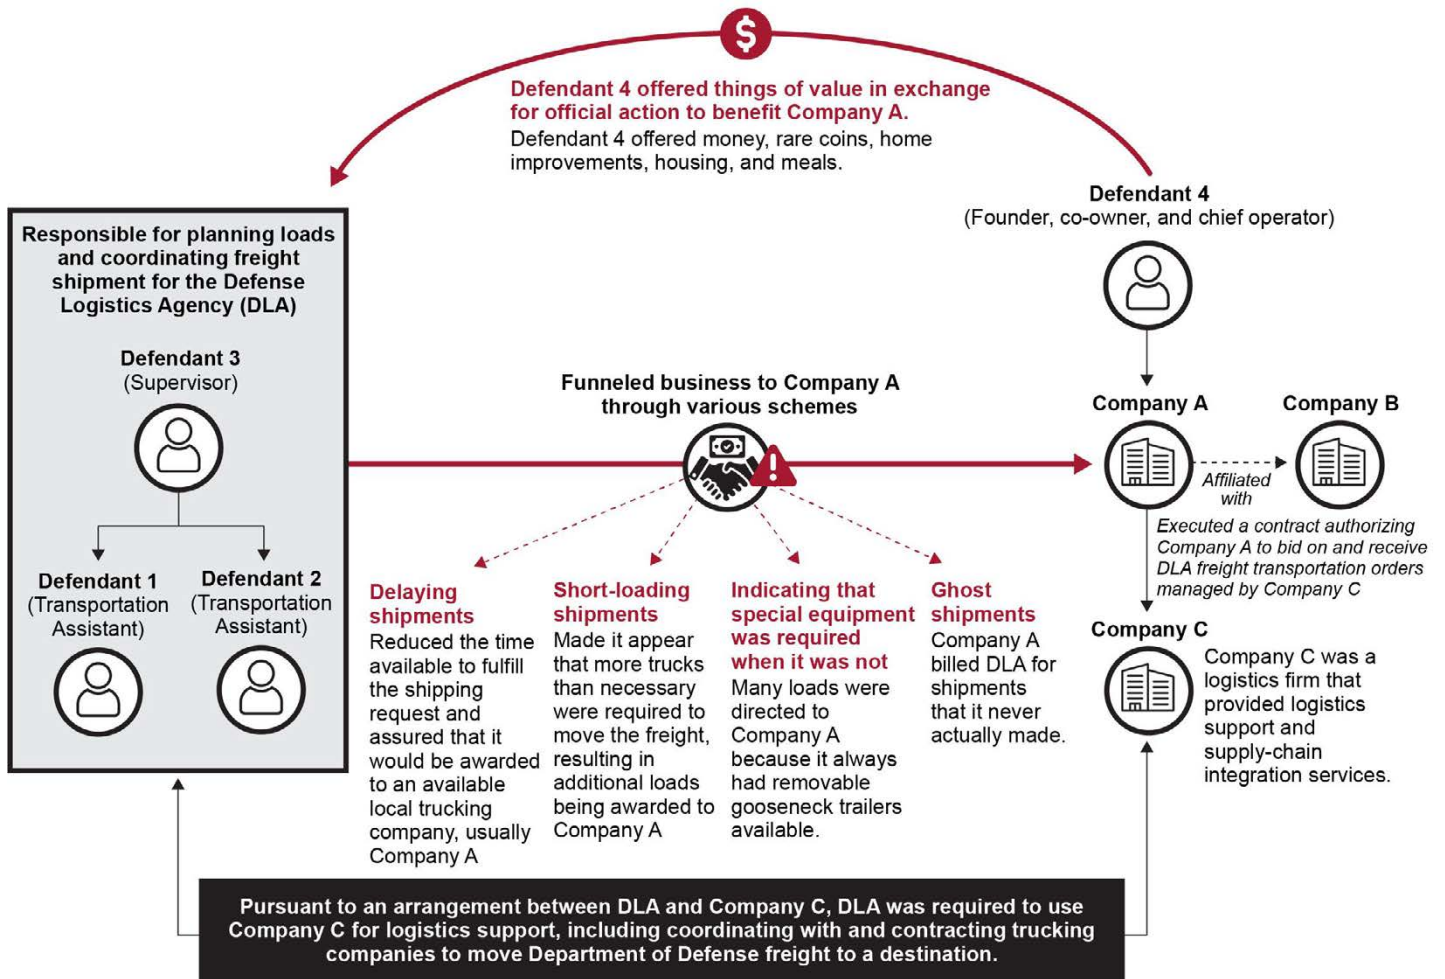 $
Defendant 4 offered things of value in exchange
for official action to benefit Company A.
Defendant 4 offered money, rare coins, home
improvements, housing, and meals.
Defendant 4
(Founder, co-owner, and chief operator)
Responsible for planning loads
and coordinating freight
shipment for the Defense
Logistics Agency (DLA)
Defendant 3
(Supervisor)
Defendant 1
(Transportation
Assistant)
Defendant 2
(Transportation
Assistant)
Funneled business to Company A
through various schemes
Delaying
shipments
Reduced the time
available to fulfill
the shipping
request and
assured that it
would be awarded
to an available
local trucking
company, usually
Company A
Short-loading
shipments
Made it appear
that more trucks
than necessary
were required to
move the freight,
resulting in
additional loads
being awarded to
Company A
Indicating that
special equipment
was required
when it was not
Many loads were
directed to
Company A
because it always
had removable
gooseneck trailers
available.
Ghost
shipments
Company A
billed DLA for
shipments
that it never
actually made.
Company A
Company B
Affiliated
with
Executed a contract authorizing
Company A to bid on and receive
DLA freight transportation orders
managed by Company C
Company C
Company C was a
logistics firm that
provided logistics
support and
supply-chain
integration services.
Pursuant to an arrangement between DLA and Company C, DLA was required to use
Company C for logistics support, including coordinating with and contracting trucking
companies to move Department of Defense freight to a destination.